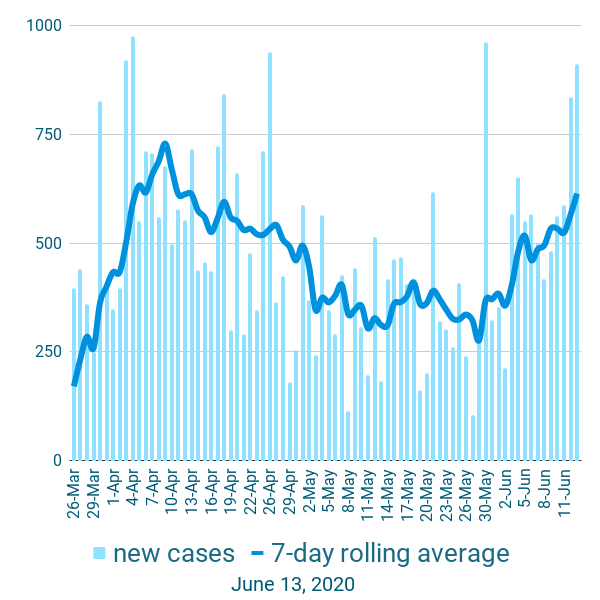 1000
750
500
250
0
26-Mar
29-Mar
1-Apr
4-Apr
7-Apr
10-Apr
13-Apr
16-Apr
19-Apr
22-Apr
26-Apr
29-Apr
2-May
5-May
8-May
11-May
14-May
17-May
20-May
23-May
26-May
30-May
2-Jun
5-Jun
8-Jun
11-Jun
new cases 7-day rolling average
June 13, 2020